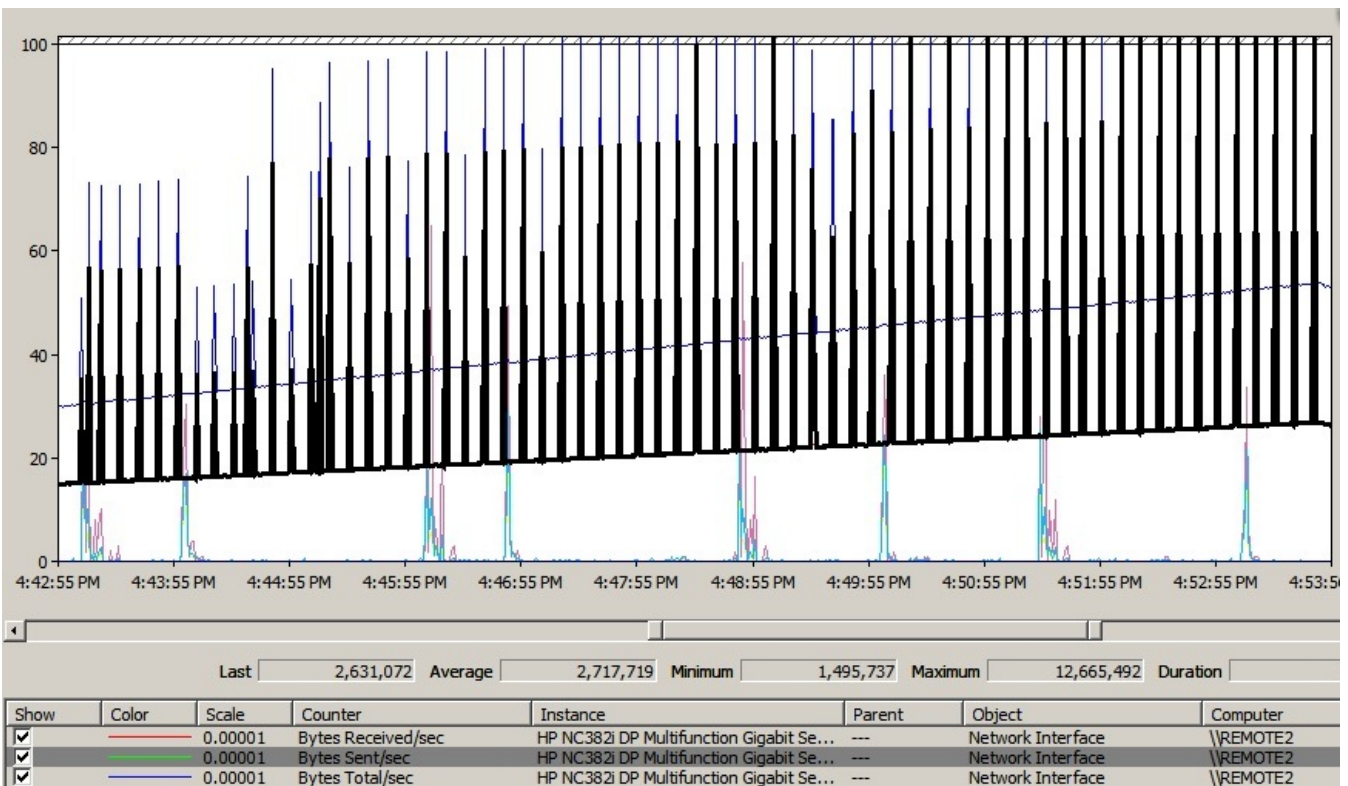 100
80
60
40
20
0
4:42:55 PM 4:43:55 PM 4:44:55 PM 4:45:55 PM 4:46:55 PM 4:47:55 PM 4:48:55 PM 4:49:55 PM 4:50:55 PM 4:51:55 PM 4:52:55 PM 4:53:5
Last 2,631,072 Average 2,717,719 Minimum 1,495,737 Maximum 12,665,492 Duration
Show Color Scale Counter Instance Parent Object Computer
0.00001 Bytes Received/sec HP NC382i DP Multifunction Gigabit Se... --- Network Interface \\REMOTE2
0.00001 Bytes Sent/sec HP NC382i DP Multifunction Gigabit Se... --- Network Interface \\REMOTE2
0.00001 Bytes Total/sec HP NC382i DP Multifunction Gigabit Se... --- Network Interface \\REMOTE2